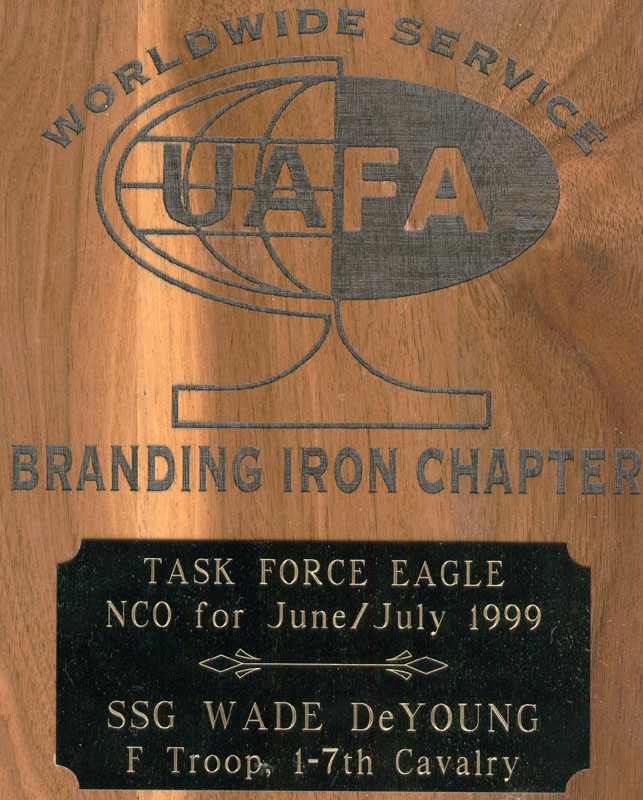 WORLDWIDE SERVICE
UAFA
BRANDING IRON CHAPTER
TASK FORCE EAGLE
NCO for June/July 1999
SSG WADE DeYOUNG
F Troop, 1-7th Cavalry